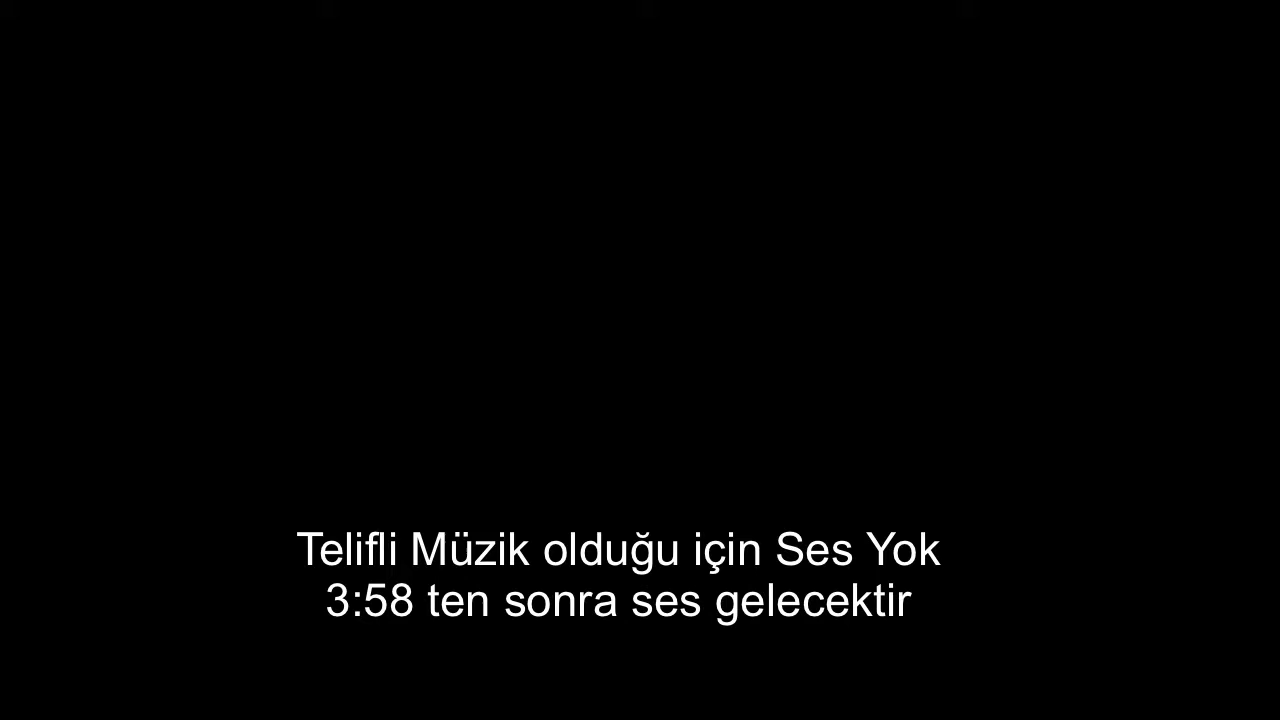 Telifli Müzik olduğu için Ses Yok
3:58 ten sonra ses gelecektir